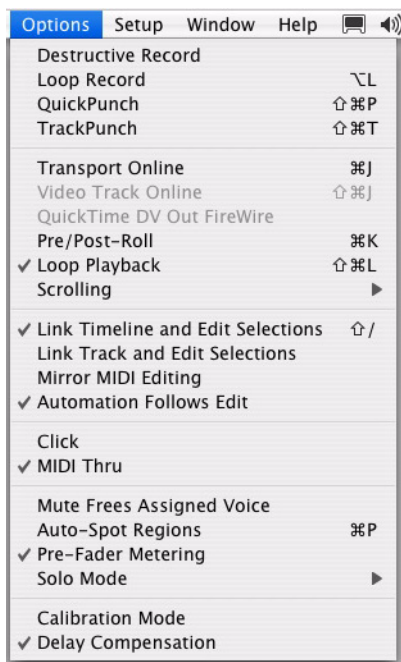 Options Setup Window Help
Destructive Record
Loop Record ⌥L
QuickPunch ⇧⌘P
TrackPunch ⇧⌘T
Transport Online ⌘J
Video Track Online ⇧⌘J
QuickTime DV Out FireWire
Pre/Post-Roll ⌘K
✓ Loop Playback ⇧⌘L
Scrolling ▶
✓ Link Timeline and Edit Selections ⇧/
Link Track and Edit Selections
Mirror MIDI Editing
✓ Automation Follows Edit
Click
✓ MIDI Thru
Mute Frees Assigned Voice
Auto-Spot Regions ⌘P
✓ Pre-Fader Metering
Solo Mode ▶
Calibration Mode
✓ Delay Compensation